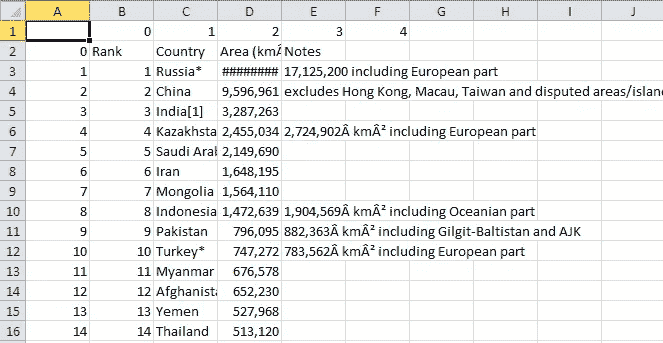 A B C D E F G H I J
1 0 1 2 3 4
2 0 Rank Country Area (kmÂ Notes
3 1 1 Russia* ######## 17,125,200 including European part
4 2 2 China 9,596,961 excludes Hong Kong, Macau, Taiwan and disputed areas/islan
5 3 3 India[1] 3,287,263
6 4 4 Kazakhsta 2,455,034 2,724,902Â kmÂ² including European part
7 5 5 Saudi Aral 2,149,690
8 6 6 Iran 1,648,195
9 7 7 Mongolia 1,564,110
10 8 8 Indonesia 1,472,639 1,904,569Â kmÂ² including Oceanian part
11 9 9 Pakistan 796,095 882,363Â kmÂ² including Gilgit-Baltistan and AJK
12 10 10 Turkey* 747,272 783,562Â kmÂ² including European part
13 11 11 Myanmar 676,578
14 12 12 Afghanista 652,230
15 13 13 Yemen 527,968
16 14 14 Thailand 513,120